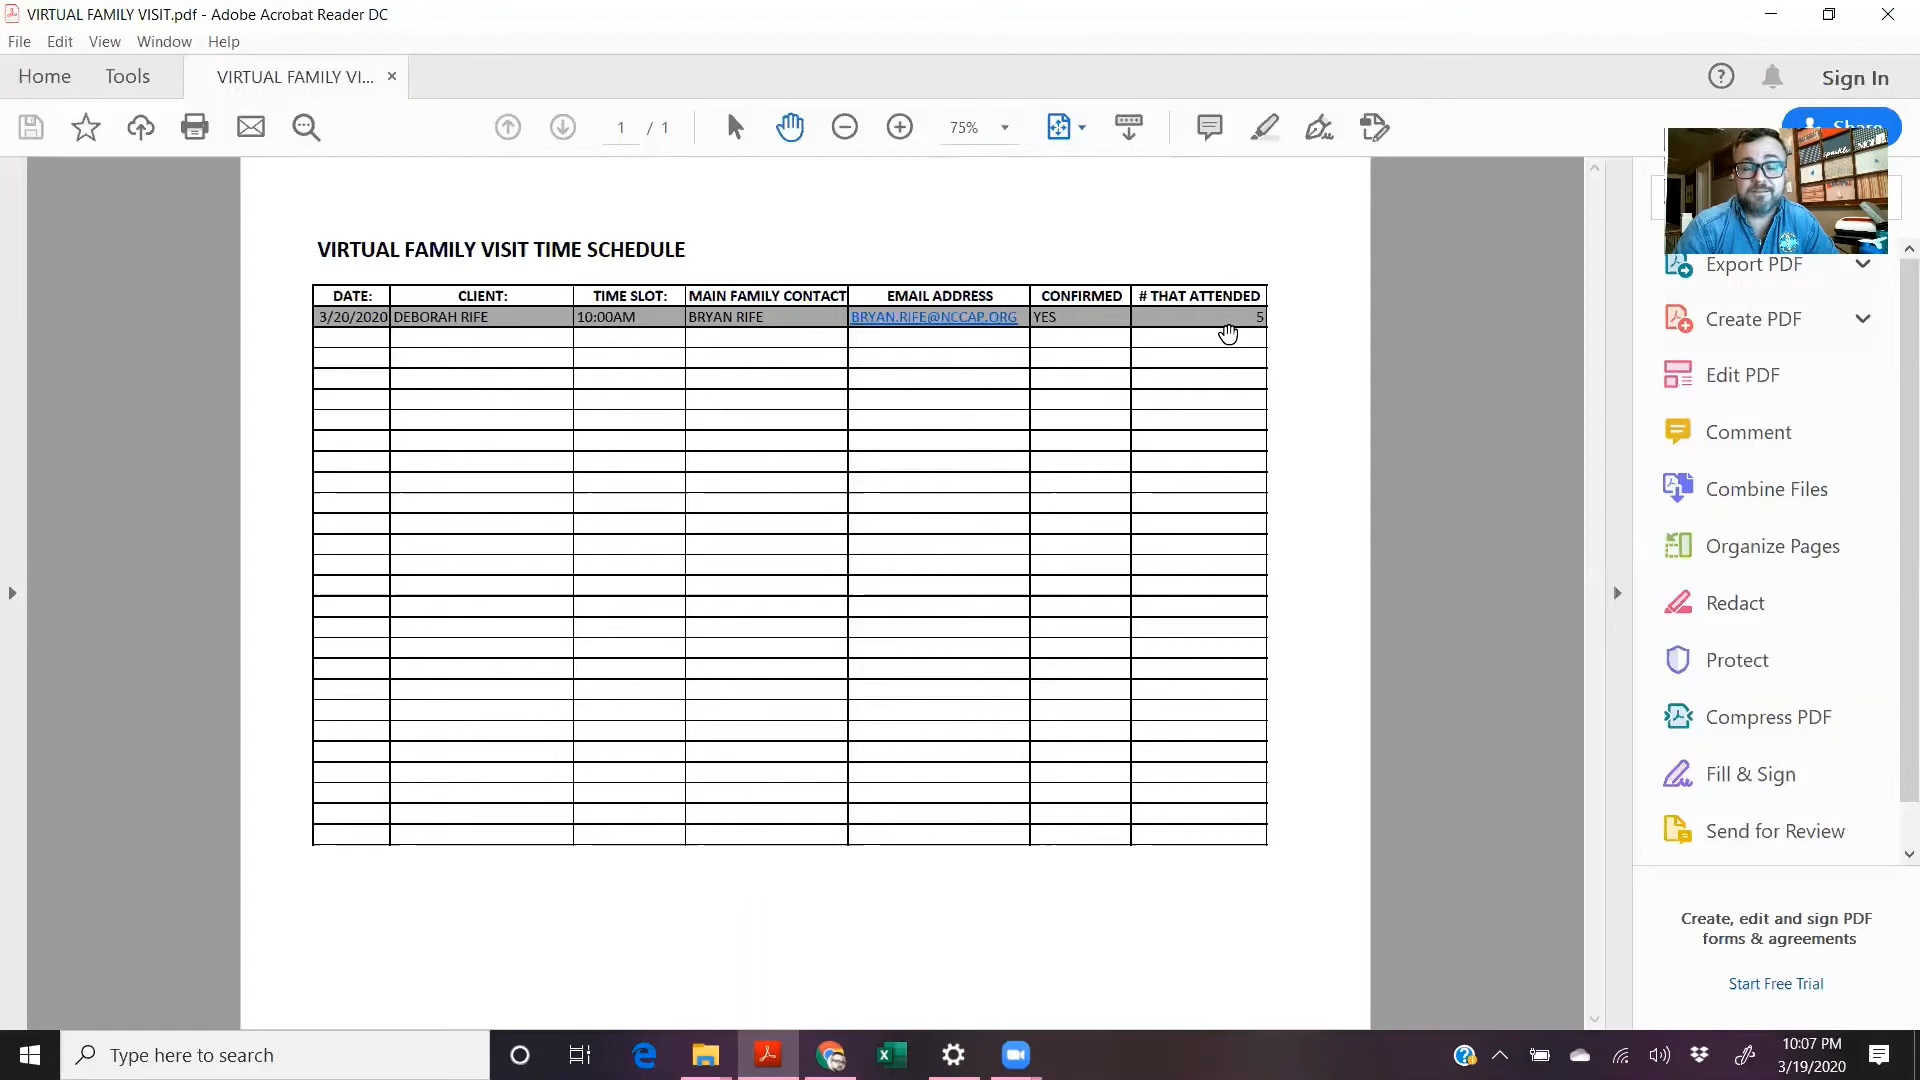 VIRTUAL FAMILY VISIT.pdf - Adobe Acrobat Reader DC
File Edit View Window Help
Home Tools VIRTUAL FAMILY VI... × Sign In
1 / 1 75% Share
VIRTUAL FAMILY VISIT TIME SCHEDULE
DATE: CLIENT: TIME SLOT: MAIN FAMILY CONTACT EMAIL ADDRESS CONFIRMED # THAT ATTENDED
3/20/2020 DEBORAH RIFE 10:00AM BRYAN RIFE BRYAN.RIFE@NCCAP.ORG YES 5
Export PDF
Create PDF
Edit PDF
Comment
Combine Files
Organize Pages
Redact
Protect
Compress PDF
Fill & Sign
Send for Review
Create, edit and sign PDF
forms & agreements
Start Free Trial
Type here to search
10:07 PM
3/19/2020